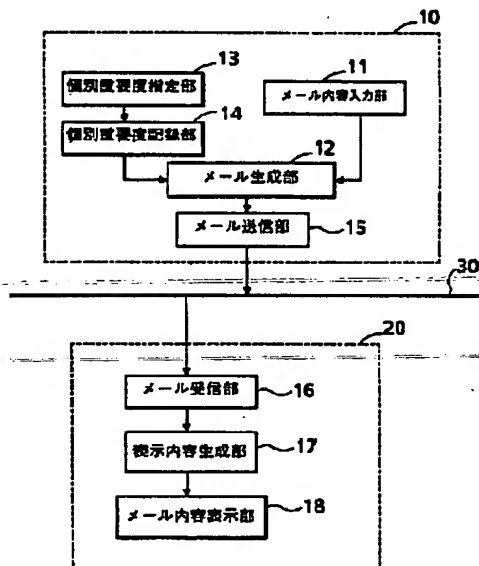 10
13
個別重要度指定部
11
メール内容入力部
14
個別重要度記録部
12
メール生成部
メール送信部
15
30
20
メール受信部
16
表示内容生成部
17
メール内容表示部
18